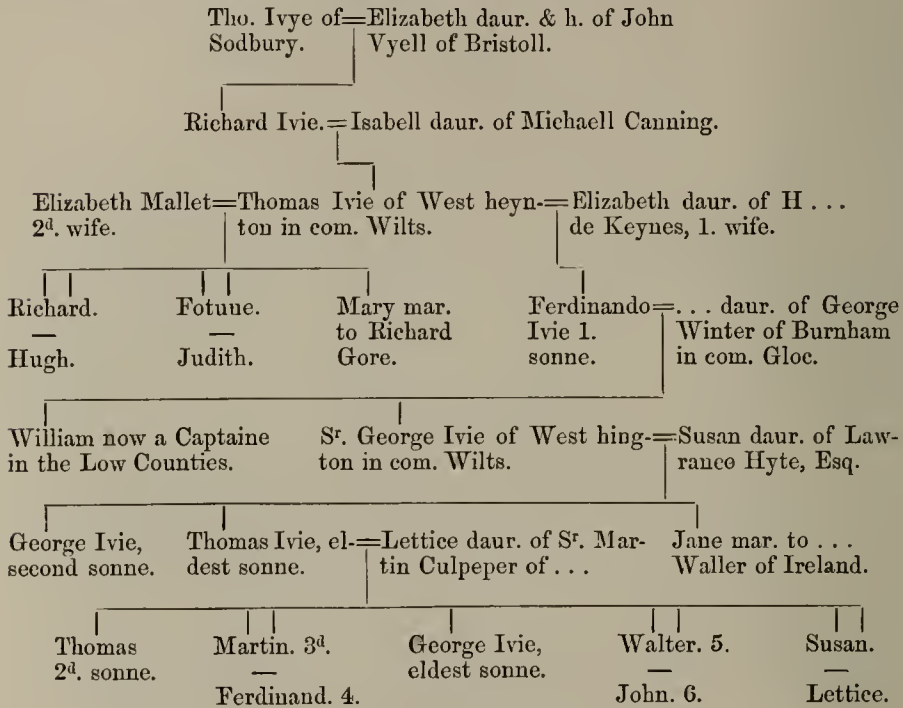 Tho. Ivye of=Elizabeth daur. & h. of John
Sodbury. Vyell of Bristoll.
Richard Ivie.=Isabell daur. of Michaell Canning.
Elizabeth Mallet=Thomas Ivie of West heyn-=Elizabeth daur. of H ...
2d. wife. ton in com. Wilts. de Keynes, 1. wife.
Richard. Fotune. Mary mar. Ferdinando=... daur. of George
— — to Richard Ivie 1. Winter of Burnham
Hugh. Judith. Gore. sonne. in com. Gloc.
William now a Captaine Sr. George Ivie of West hing-=Susan daur. of Law-
in the Low Counties. ton in com. Wilts. rance Hyte, Esq.
George Ivie, Thomas Ivie, el-=Lettice daur. of Sr. Mar- Jane mar. to ...
second sonne. dest sonne. tin Culpeper of ... Waller of Ireland.
Thomas Martin. 3d. George Ivie, Walter. 5. Susan.
2d. sonne. — eldest sonne. — —
Ferdinand. 4. John. 6. Lettice.